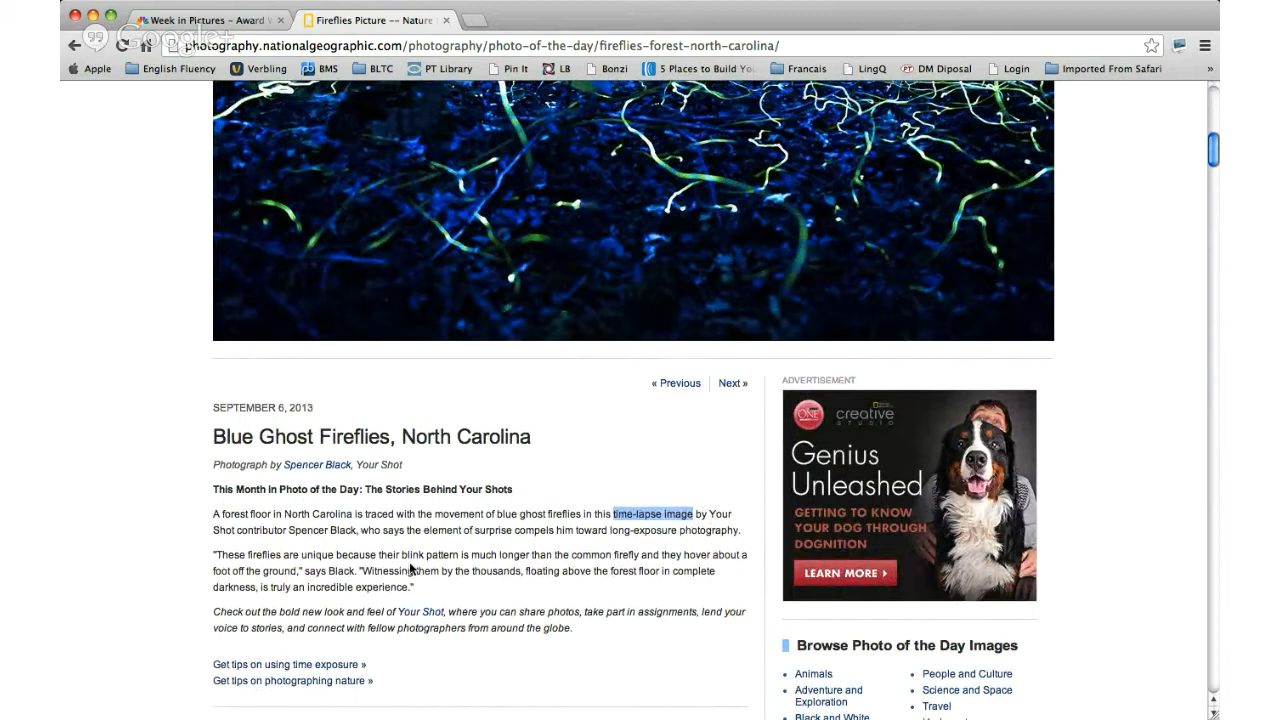 Week in Pictures - Award W
Fireflies Picture -- Nature
Google+
photography.nationalgeographic.com/photography/photo-of-the-day/fireflies-forest-north-carolina/
Apple English Fluency Verbling BMS BLTC PT Library Pin It LB Bonzi 5 Places to Build Yo Francais LingQ DM Diposal Login Imported From Safari »
« Previous Next »
ADVERTISEMENT
SEPTEMBER 6, 2013
Blue Ghost Fireflies, North Carolina
Photograph by Spencer Black, Your Shot
This Month in Photo of the Day: The Stories Behind Your Shots
A forest floor in North Carolina is traced with the movement of blue ghost fireflies in this time-lapse image by Your
Shot contributor Spencer Black, who says the element of surprise compels him toward long-exposure photography.
"These fireflies are unique because their blink pattern is much longer than the common firefly and they hover about a
foot off the ground," says Black. "Witnessing them by the thousands, floating above the forest floor in complete
darkness, is truly an incredible experience."
Check out the bold new look and feel of Your Shot, where you can share photos, take part in assignments, lend your
voice to stories, and connect with fellow photographers from around the globe.
Get tips on using time exposure »
Get tips on photographing nature »
ONE
creative
STUDIO
Genius
Unleashed
GETTING TO KNOW
YOUR DOG THROUGH
DOGNITION
LEARN MORE
Browse Photo of the Day Images
Animals
Adventure and
Exploration
Black and White
People and Culture
Science and Space
Travel